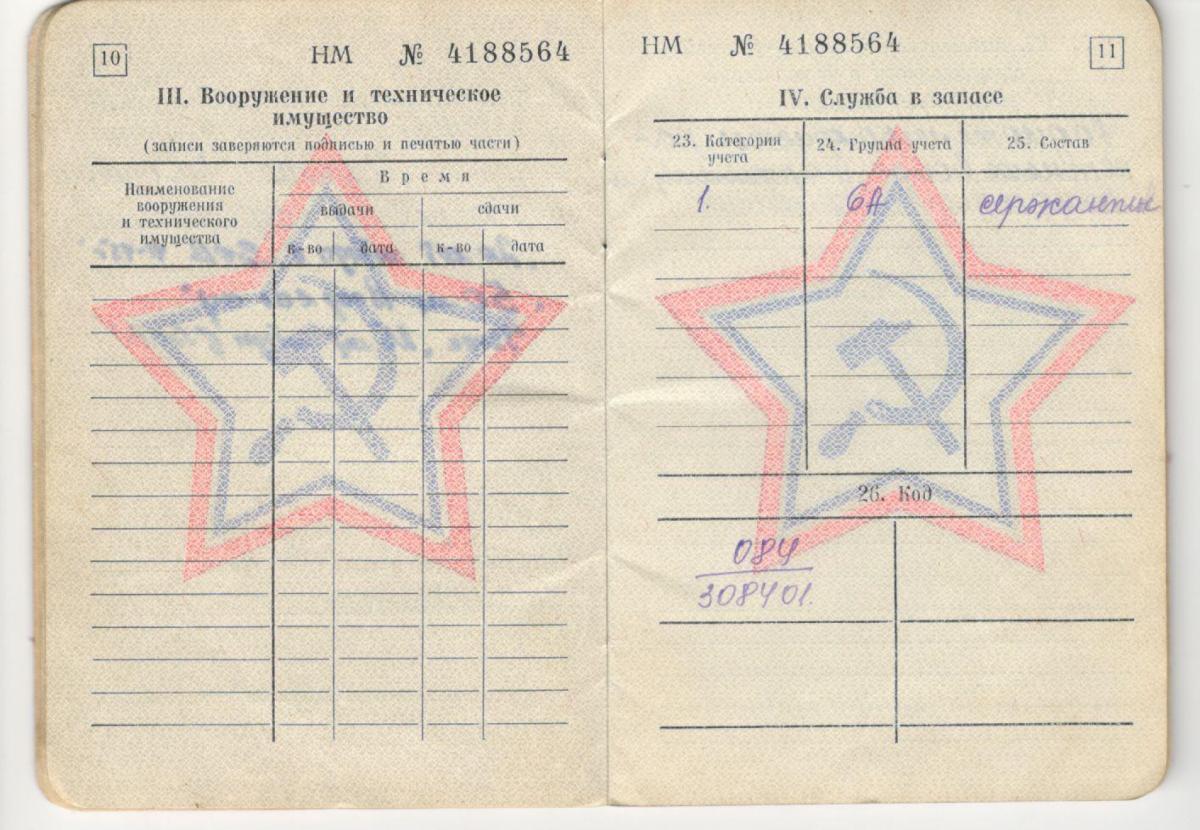 10
НМ № 4188564
III. Вооружение и техническое
имущество
(записи заверяются подписью и печатью части)
Наименование
вооружения
и технического
имущества
Время
выдачи
сдачи
к-во
дата
к-во
дата
НМ № 4188564
11
IV. Служба в запасе
23. Категория
учета
24. Группа учета
25. Состав
1.
6А
26. Код
084
308401.